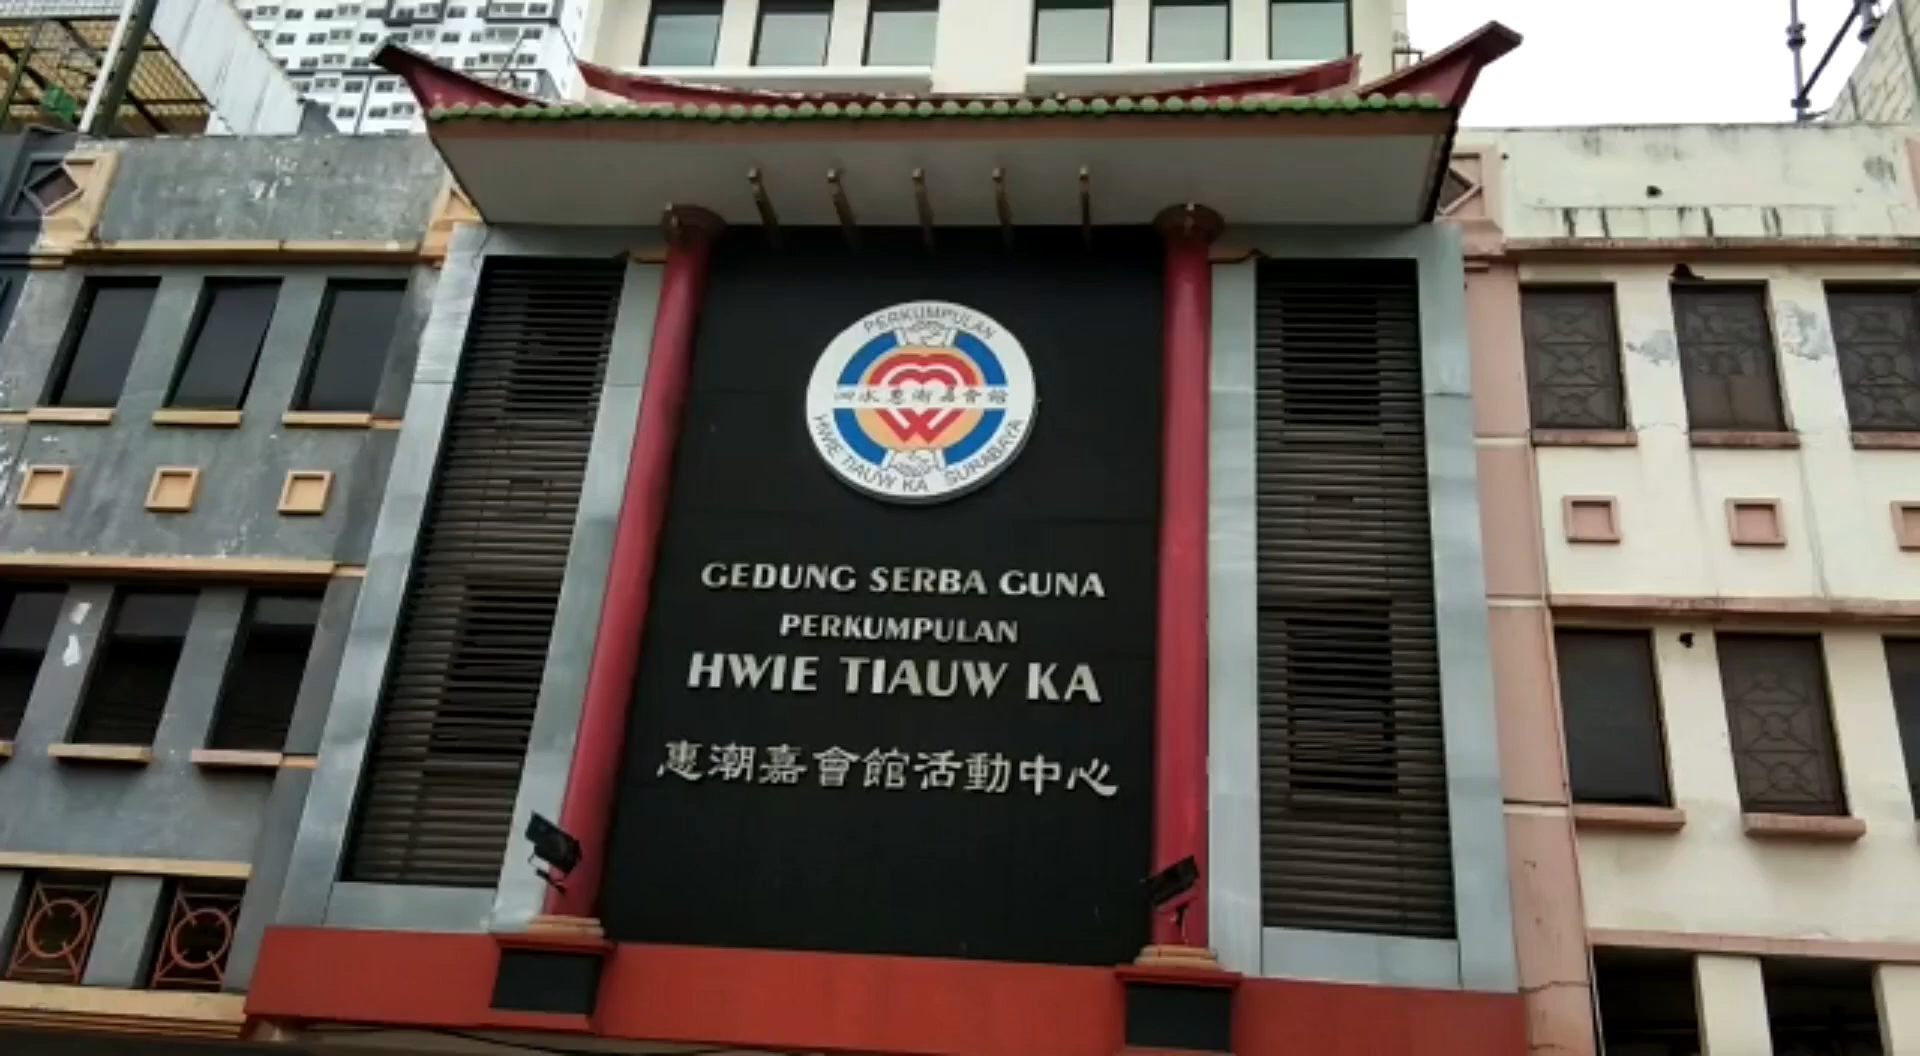 PERKUMPULAN
泗水惠潮嘉會館
HWIE TIAUW KA SURABAYA
GEDUNG SERBA GUNA
PERKUMPULAN
HWIE TIAUW KA
惠潮嘉會館活動中心